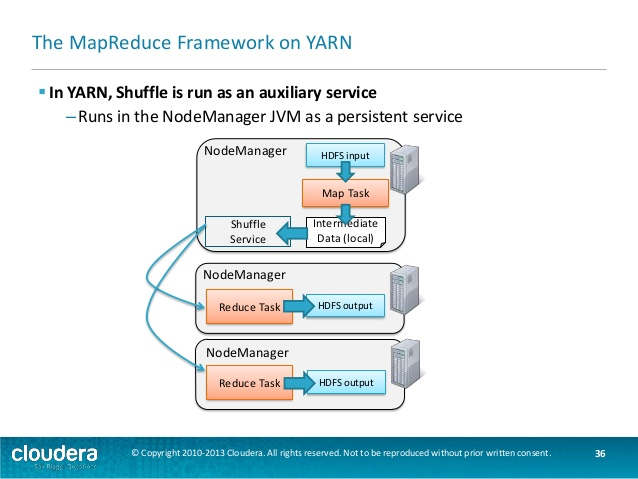 The MapReduce Framework on YARN
▪ In YARN, Shuffle is run as an auxiliary service
–Runs in the NodeManager JVM as a persistent service
NodeManager
HDFS input
Map Task
Shuffle
Service
Intermediate
Data (local)
NodeManager
Reduce Task
HDFS output
NodeManager
Reduce Task
HDFS output
cloudera
© Copyright 2010-2013 Cloudera. All rights reserved. Not to be reproduced without prior written consent.
36